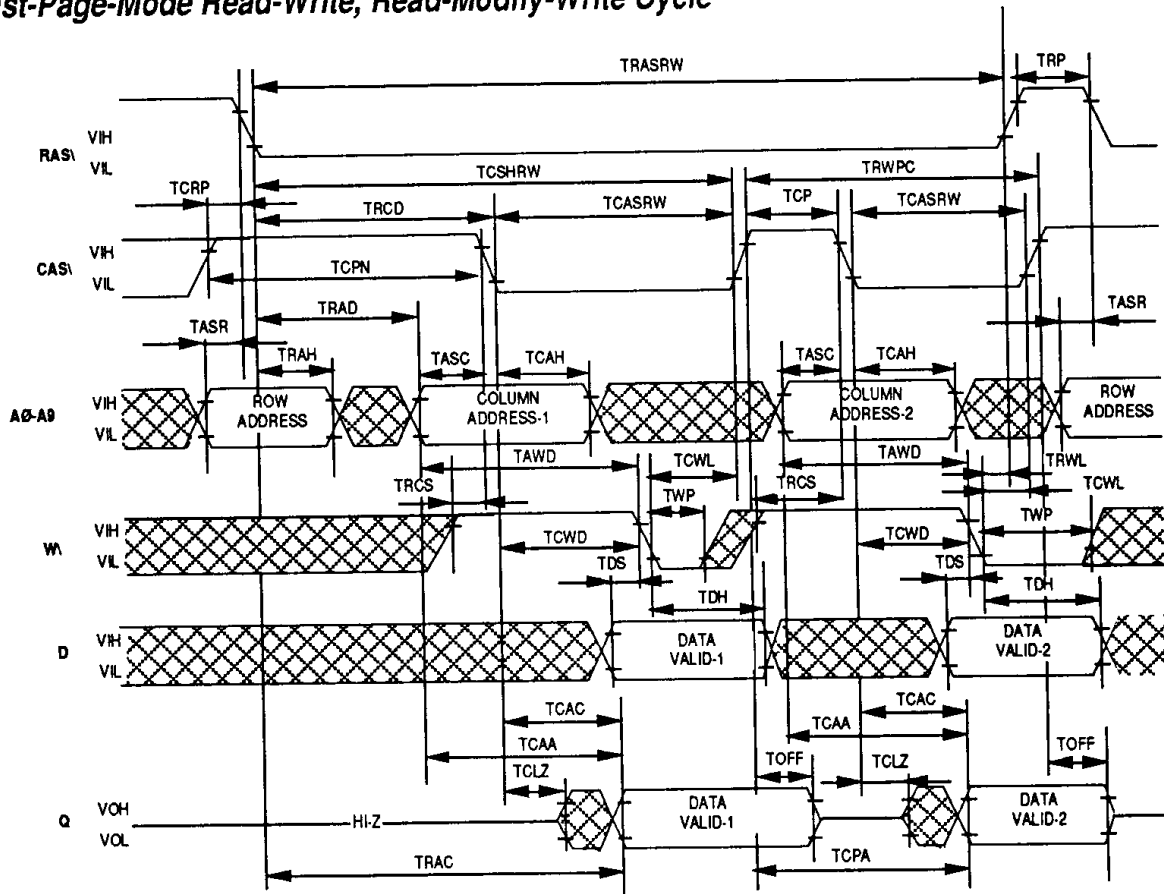 st-Page-Mode Read-Write, Read-Modify-Write Cycle
TRASRW
TRP
VIH
RAS\
VIL
TCSHRW
TRWPC
TCRP
TRCD
TCASRW
TCP
TCASRW
VIH
CAS\
VIL
TCPN
TRAD
TASR
TASR
TRAH
TASC
TCAH
TASC
TCAH
AØ-A9
VIH
VIL
ROW
ADDRESS
COLUMN
ADDRESS-1
COLUMN
ADDRESS-2
ROW
ADDRESS
TAWD
TCWL
TAWD
TRWL
TRCS
TWP
TRCS
TCWL
TWP
VIH
W\
VIL
TCWD
TCWD
TDS
TDS
TDH
TDH
VIH
D
VIL
DATA
VALID-1
DATA
VALID-2
TCAC
TCAC
TCAA
TCAA
TCLZ
TOFF
TCLZ
TOFF
VOH
Q
VOL
HI-Z
DATA
VALID-1
DATA
VALID-2
TRAC
TCPA